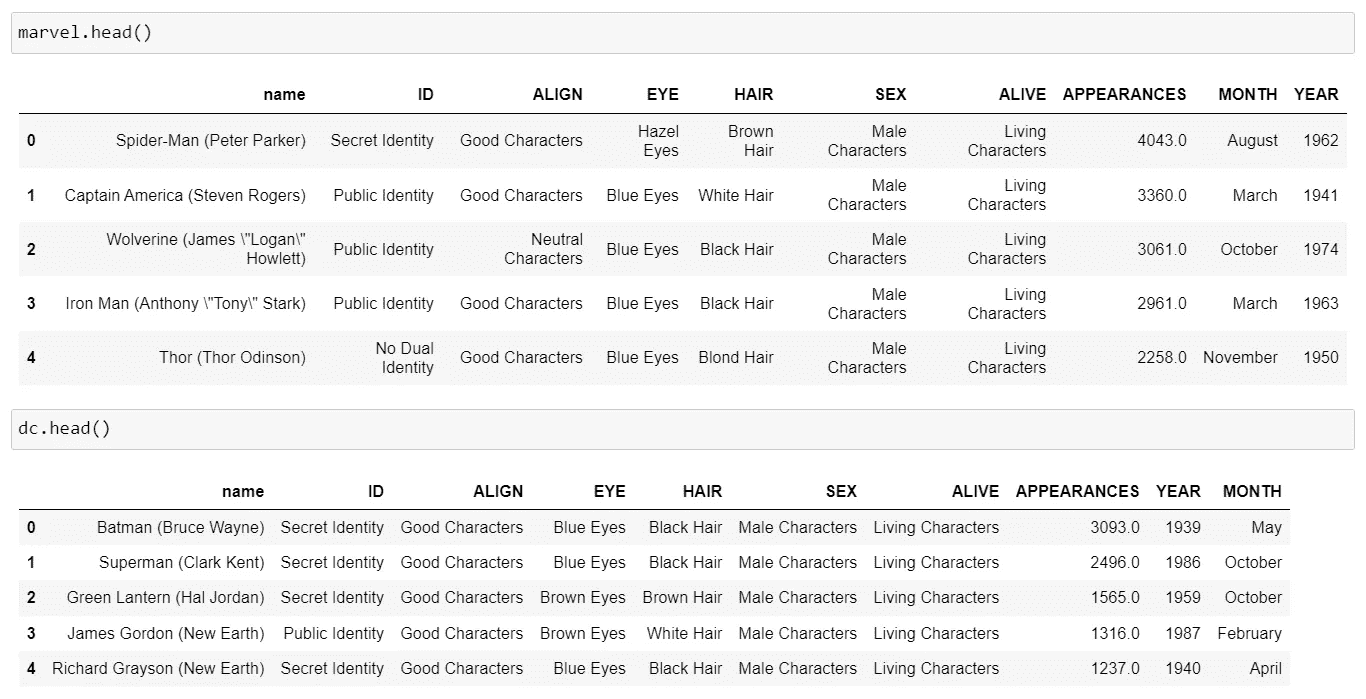 marvel.head()
name ID ALIGN EYE HAIR SEX ALIVE APPEARANCES MONTH YEAR
0 Spider-Man (Peter Parker) Secret Identity Good Characters Hazel Eyes Brown Hair Male Characters Living Characters 4043.0 August 1962
1 Captain America (Steven Rogers) Public Identity Good Characters Blue Eyes White Hair Male Characters Living Characters 3360.0 March 1941
2 Wolverine (James \"Logan\" Howlett) Public Identity Neutral Characters Blue Eyes Black Hair Male Characters Living Characters 3061.0 October 1974
3 Iron Man (Anthony \"Tony\" Stark) Public Identity Good Characters Blue Eyes Black Hair Male Characters Living Characters 2961.0 March 1963
4 Thor (Thor Odinson) No Dual Identity Good Characters Blue Eyes Blond Hair Male Characters Living Characters 2258.0 November 1950
dc.head()
name ID ALIGN EYE HAIR SEX ALIVE APPEARANCES YEAR MONTH
0 Batman (Bruce Wayne) Secret Identity Good Characters Blue Eyes Black Hair Male Characters Living Characters 3093.0 1939 May
1 Superman (Clark Kent) Secret Identity Good Characters Blue Eyes Black Hair Male Characters Living Characters 2496.0 1986 October
2 Green Lantern (Hal Jordan) Secret Identity Good Characters Brown Eyes Brown Hair Male Characters Living Characters 1565.0 1959 October
3 James Gordon (New Earth) Public Identity Good Characters Brown Eyes White Hair Male Characters Living Characters 1316.0 1987 February
4 Richard Grayson (New Earth) Secret Identity Good Characters Blue Eyes Black Hair Male Characters Living Characters 1237.0 1940 April